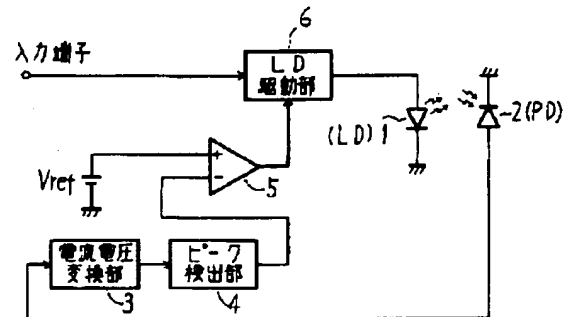 6
入力端子
LD
駆動部
(LD)1
2(PD)
Vref
+
-
5
電流電圧
変換部
ピーク
検出部
3
4